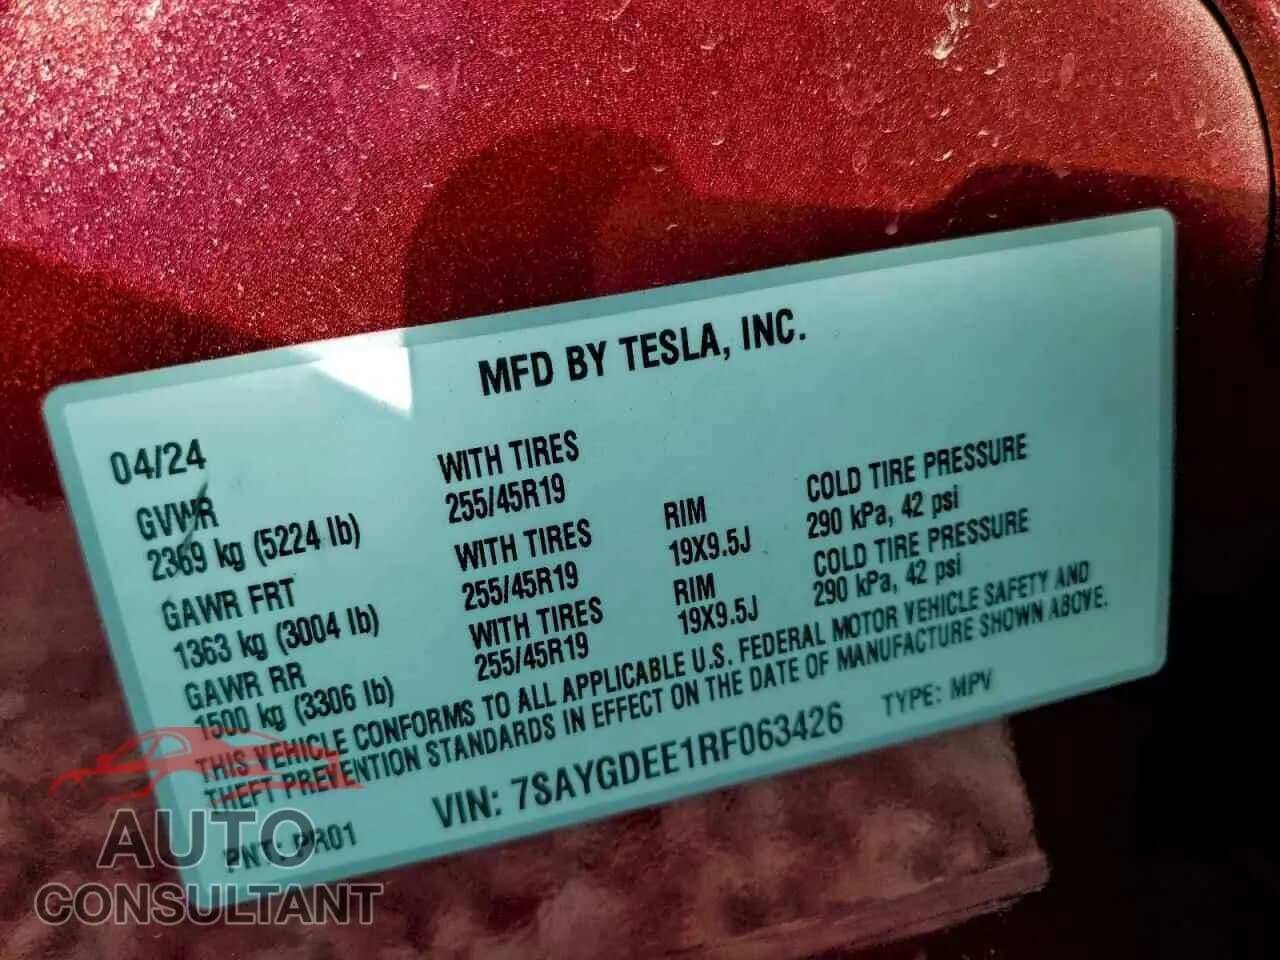 MFD BY TESLA, INC.
04/24
GVWR
2369 kg (5224 lb)
WITH TIRES
255/45R19
GAWR FRT
1363 kg (3004 lb)
WITH TIRES
255/45R19
RIM
19X9.5J
COLD TIRE PRESSURE
290 kPa, 42 psi
GAWR RR
1500 kg (3306 lb)
WITH TIRES
255/45R19
RIM
19X9.5J
COLD TIRE PRESSURE
290 kPa, 42 psi
THIS VEHICLE CONFORMS TO ALL APPLICABLE U.S. FEDERAL MOTOR VEHICLE SAFETY AND
THEFT PREVENTION STANDARDS IN EFFECT ON THE DATE OF MANUFACTURE SHOWN ABOVE.
VIN: 7SAYGDEE1RF063426
TYPE: MPV
PNT: PR01
AUTO
CONSULTANT